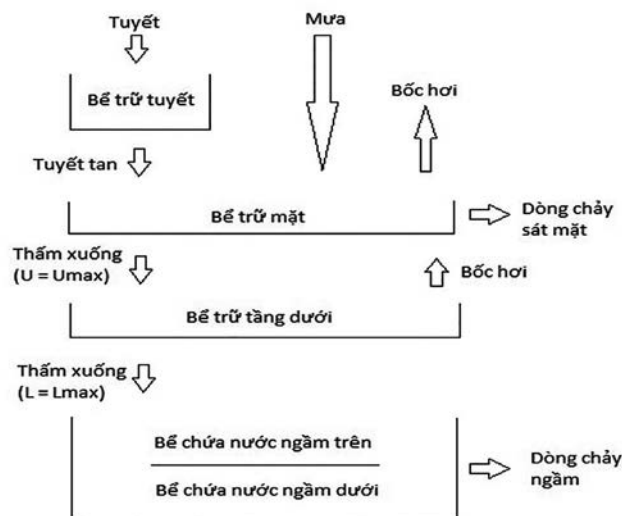 Tuyết
Mưa
Bể trữ tuyết
Bốc hơi
Tuyết tan
Bể trữ mặt
Dòng chảy
sát mặt
Thấm xuống
(U = Umax)
Bốc hơi
Bể trữ tầng dưới
Thấm xuống
(L = Lmax)
Bể chứa nước ngầm trên
Bể chứa nước ngầm dưới
Dòng chảy
ngầm